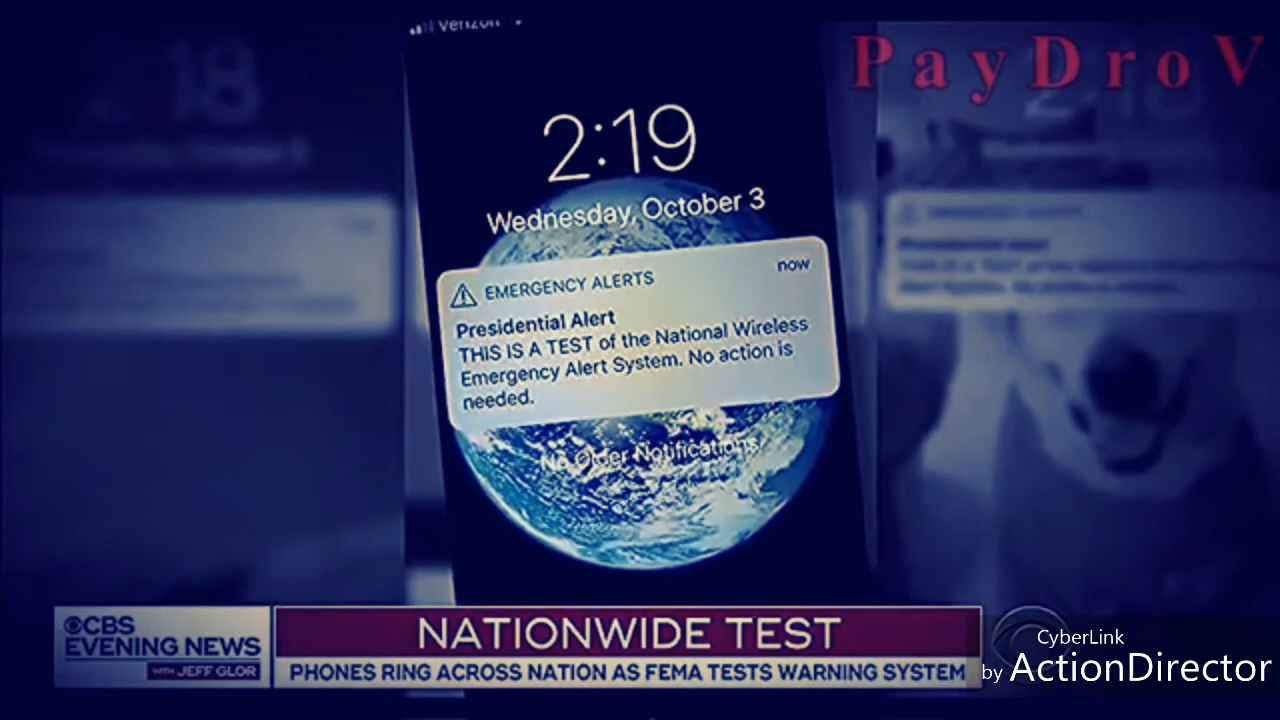 Verizon
PayDroV
2:19
Wednesday, October 3
EMERGENCY ALERTS now
Presidential Alert
THIS IS A TEST of the National Wireless
Emergency Alert System. No action is
needed.
No Older Notifications
2:18
CBS
EVENING NEWS
WITH JEFF GLOR
NATIONWIDE TEST
PHONES RING ACROSS NATION AS FEMA TESTS WARNING SYSTEM
CyberLink
by ActionDirector